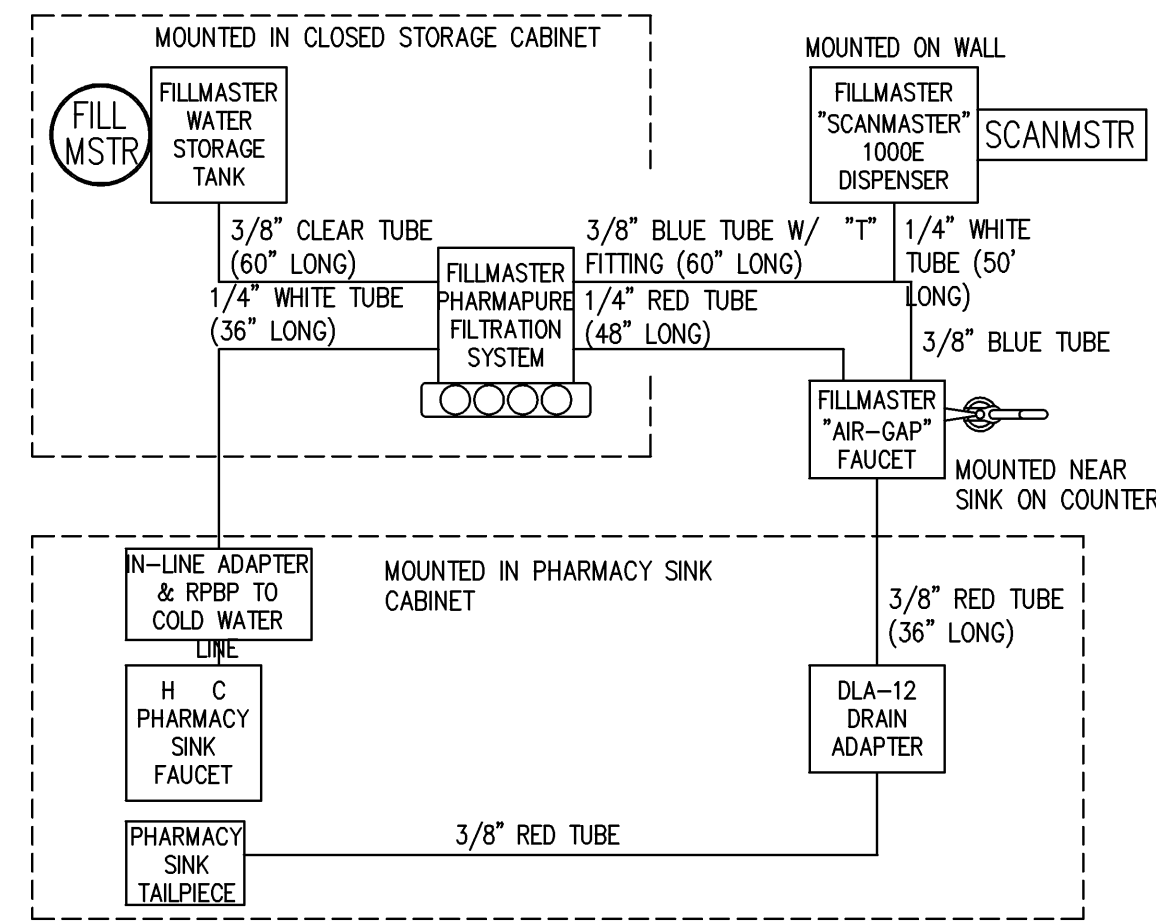 MOUNTED IN CLOSED STORAGE CABINET
FILL
MSTR
FILLMASTER
WATER
STORAGE
TANK
MOUNTED ON WALL
FILLMASTER
"SCANMASTER"
1000E
DISPENSER
SCANMSTR
3/8" CLEAR TUBE
(60" LONG)
1/4" WHITE TUBE
(36" LONG)
FILLMASTER
PHARMAPURE
FILTRATION
SYSTEM
3/8" BLUE TUBE W/ "T"
FITTING (60" LONG)
1/4" RED TUBE
(48" LONG)
1/4" WHITE
TUBE (50'
LONG)
3/8" BLUE TUBE
FILLMASTER
"AIR-GAP"
FAUCET
MOUNTED NEAR
SINK ON COUNTER
IN-LINE ADAPTER
& RPBP TO
COLD WATER
LINE
MOUNTED IN PHARMACY SINK
CABINET
3/8" RED TUBE
(36" LONG)
H C
PHARMACY
SINK
FAUCET
DLA-12
DRAIN
ADAPTER
PHARMACY
SINK
TAILPIECE
3/8" RED TUBE